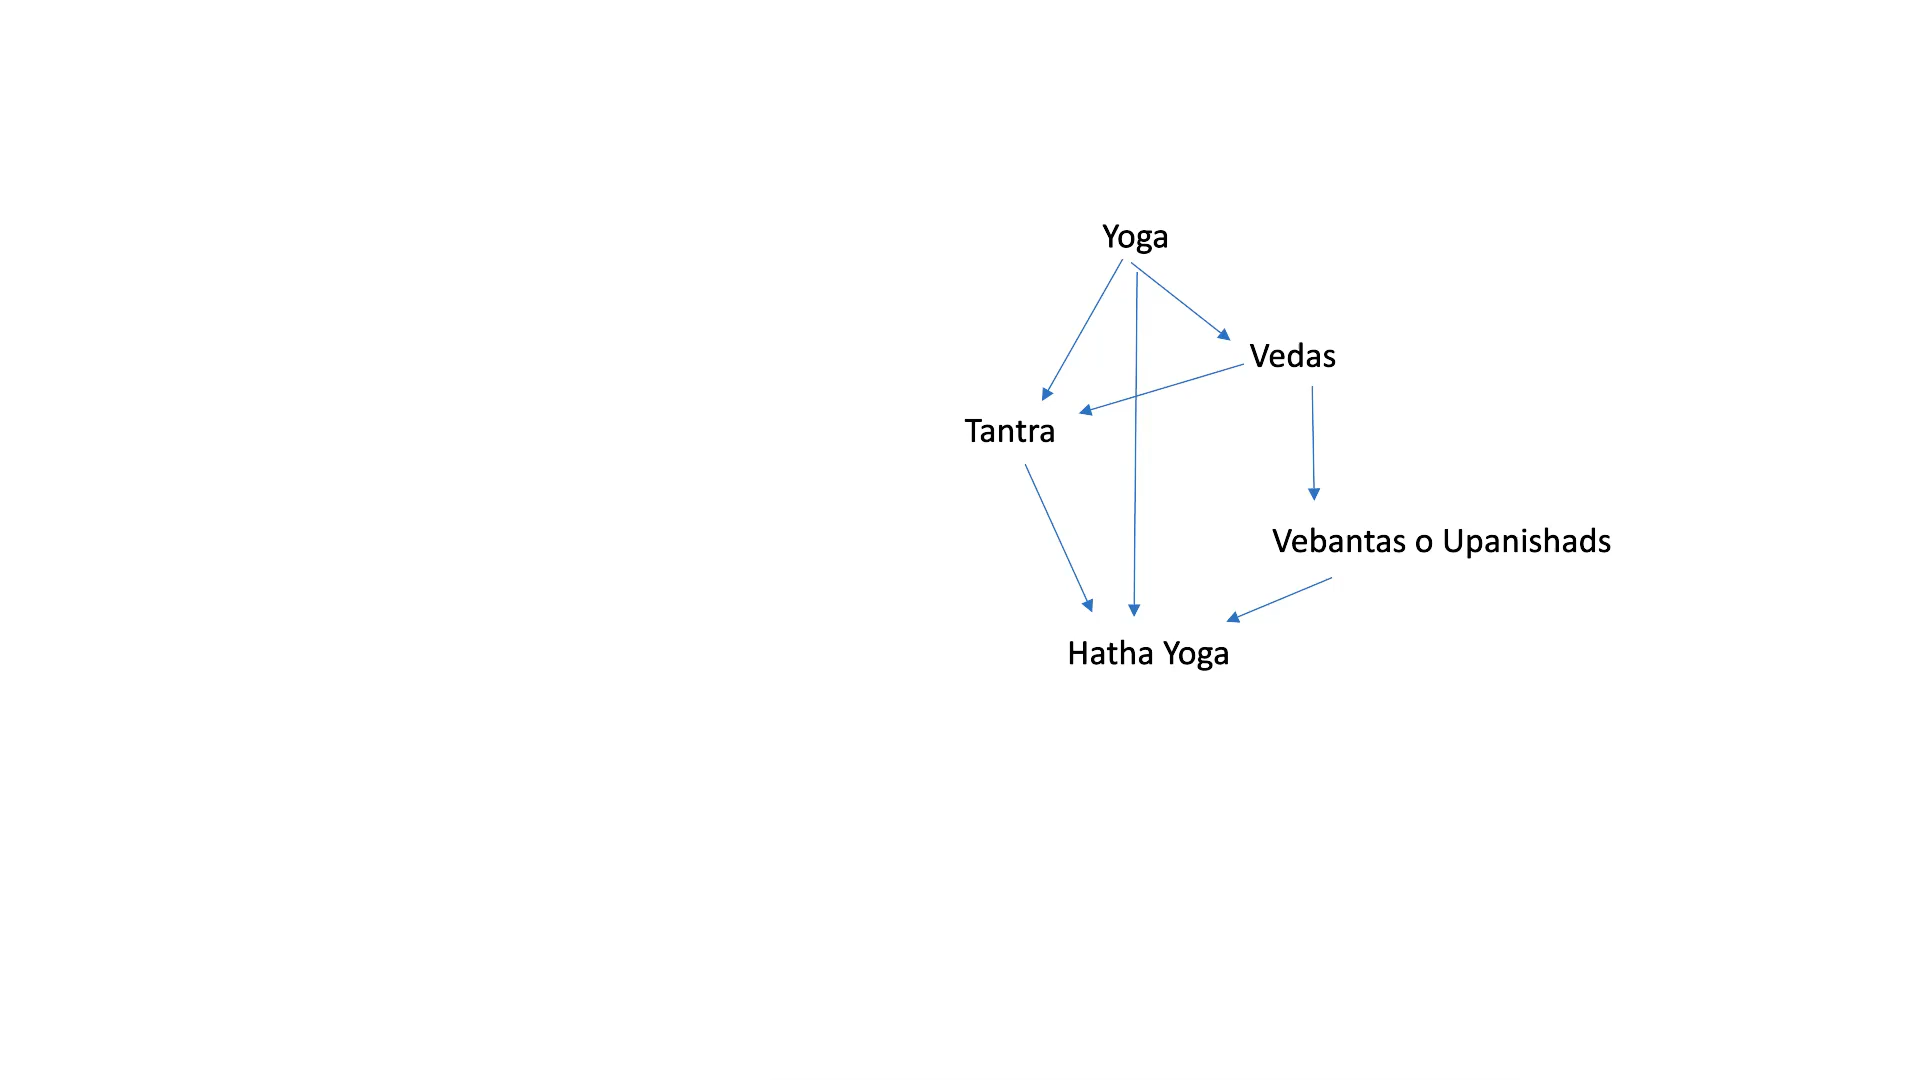 Yoga
Vedas
Tantra
Vebantas o Upanishads
Hatha Yoga